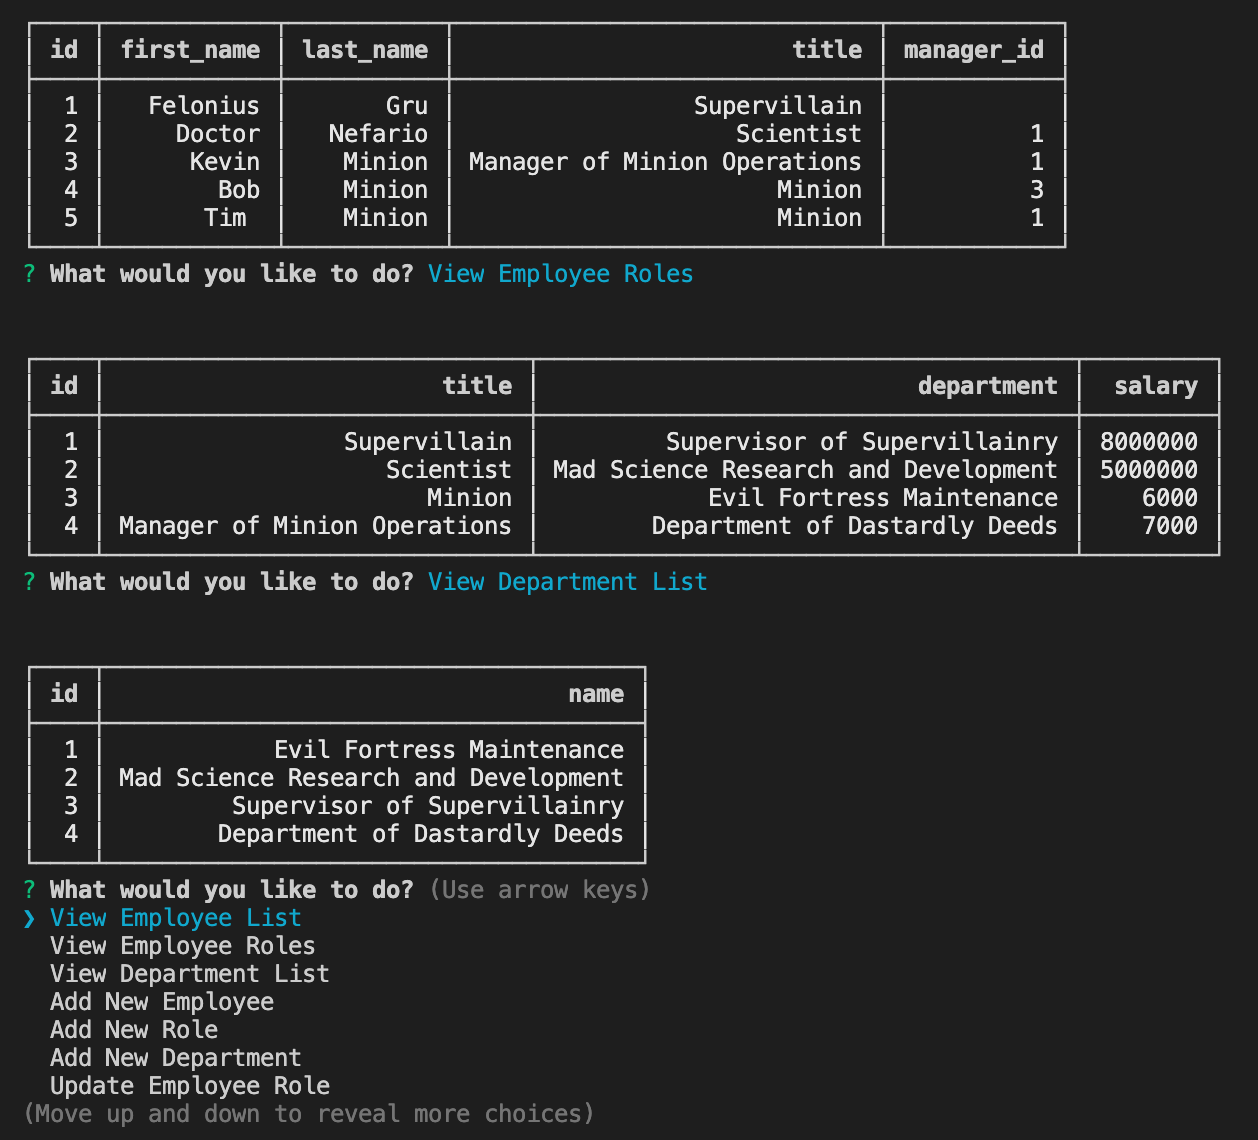 id first_name last_name title manager_id
1 Felonius Gru Supervillain
2 Doctor Nefario Scientist 1
3 Kevin Minion Manager of Minion Operations 1
4 Bob Minion Minion 3
5 Tim Minion Minion 1
? What would you like to do? View Employee Roles
id title department salary
1 Supervillain Supervisor of Supervillainry 8000000
2 Scientist Mad Science Research and Development 5000000
3 Minion Evil Fortress Maintenance 6000
4 Manager of Minion Operations Department of Dastardly Deeds 7000
? What would you like to do? View Department List
id name
1 Evil Fortress Maintenance
2 Mad Science Research and Development
3 Supervisor of Supervillainry
4 Department of Dastardly Deeds
? What would you like to do? (Use arrow keys)
❯ View Employee List
View Employee Roles
View Department List
Add New Employee
Add New Role
Add New Department
Update Employee Role
(Move up and down to reveal more choices)